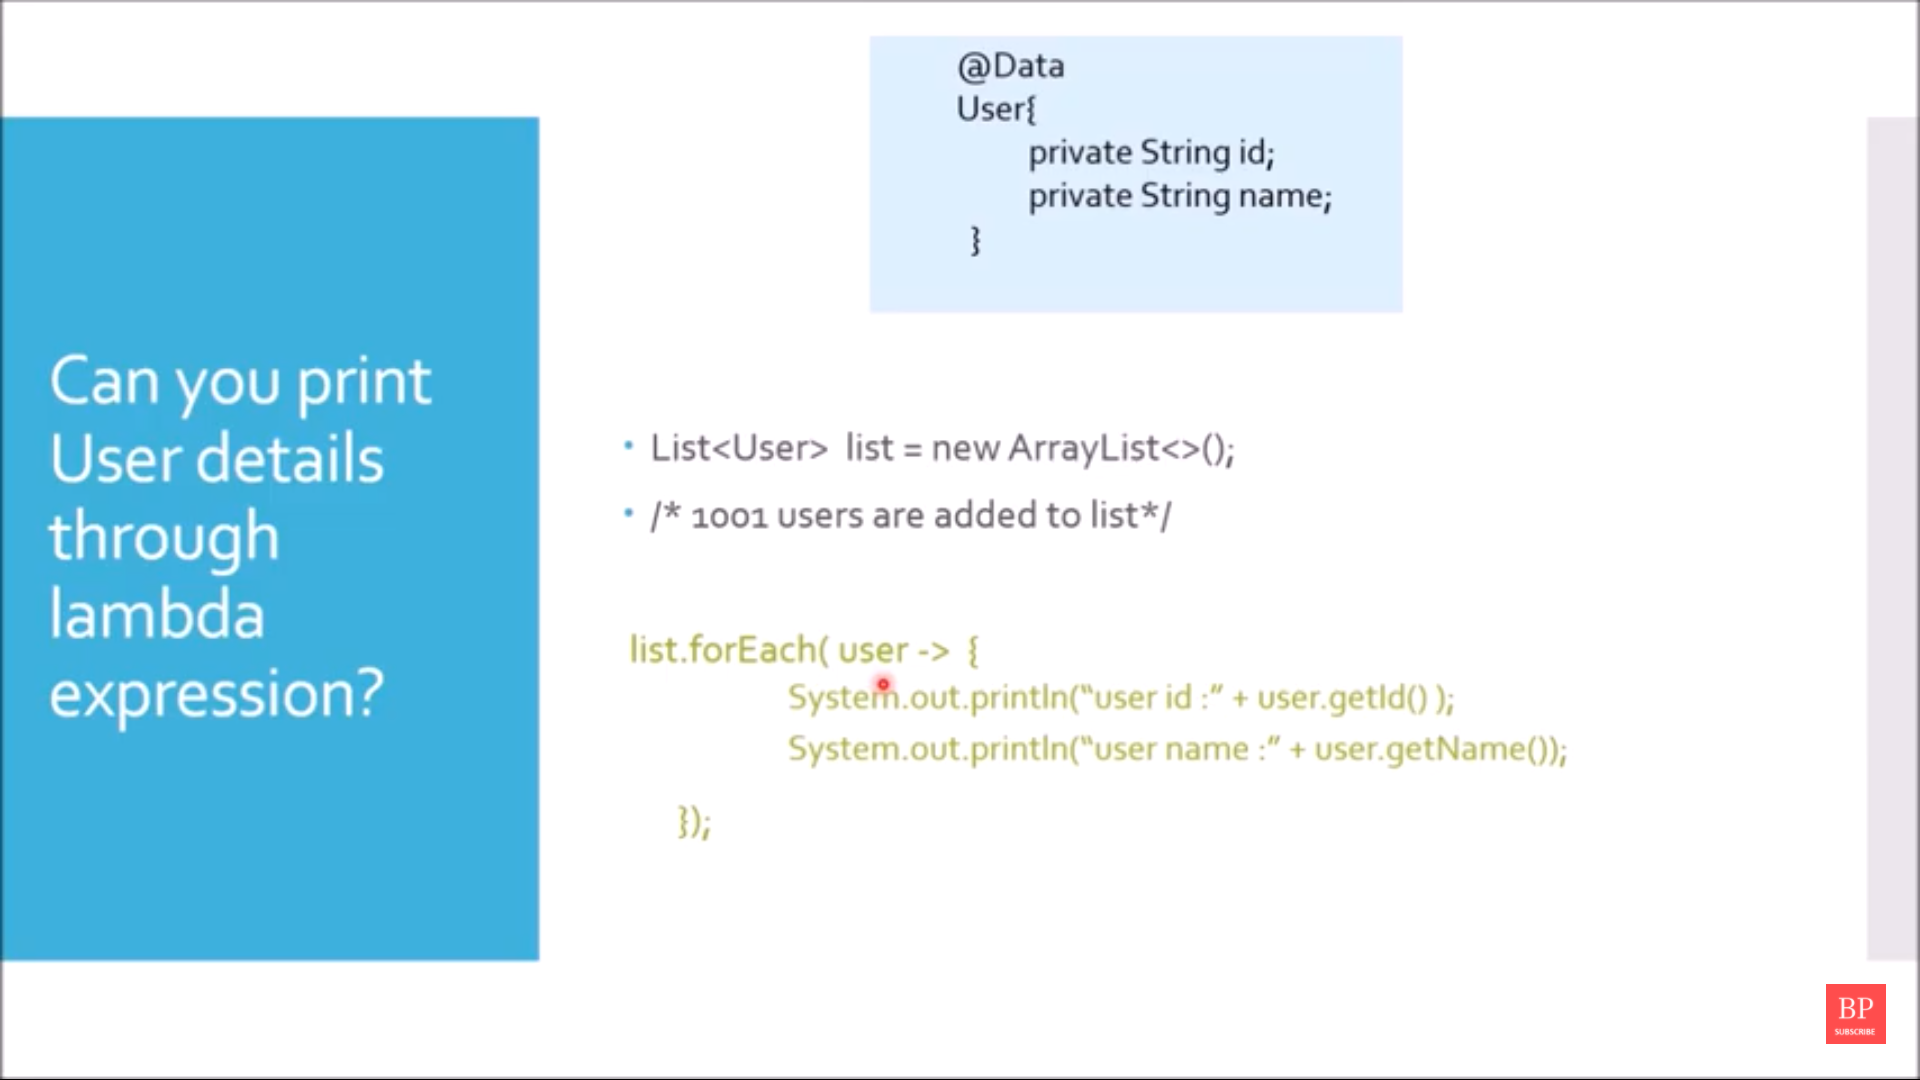 @Data
User{
private String id;
private String name;
}
Can you print
User details
through
lambda
expression?
• List<User> list = new ArrayList<>();
• /* 1001 users are added to list*/
list.forEach( user -> {
System.out.println(“user id :” + user.getId() );
System.out.println(“user name :” + user.getName());
});
BP
SUBSCRIBE